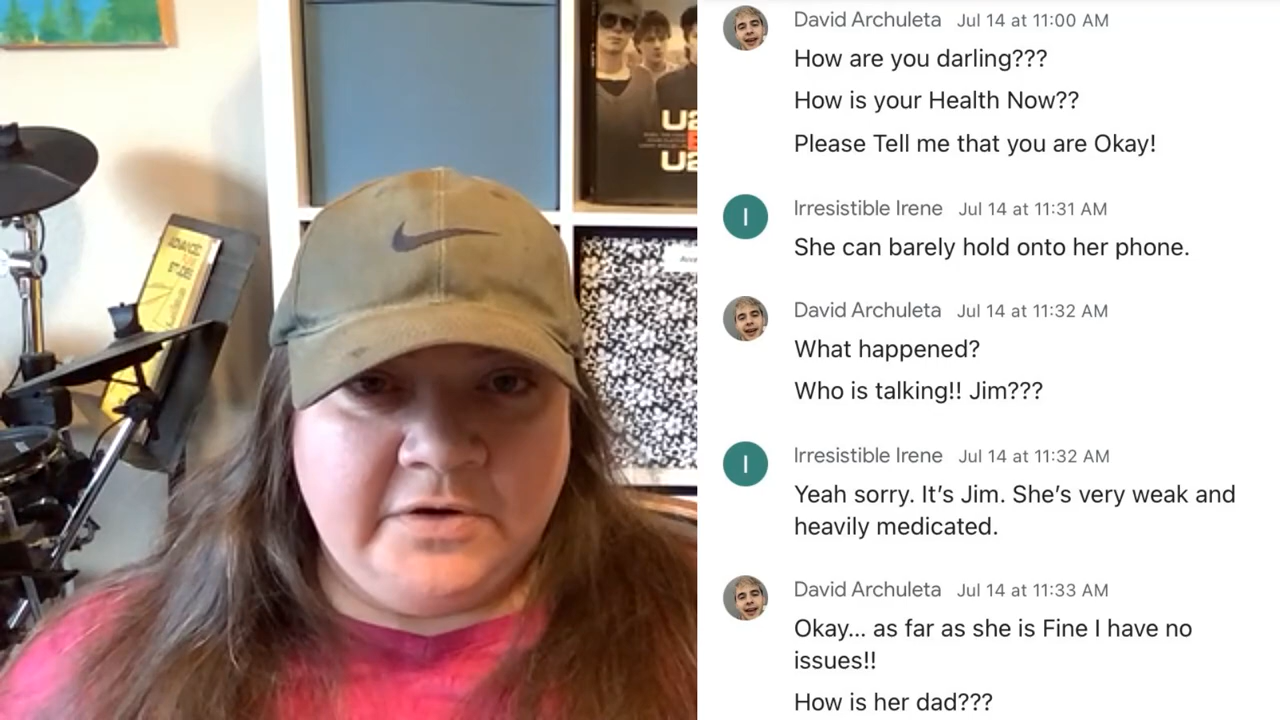 U2
U2
ADVANCED
David Archuleta Jul 14 at 11:00 AM
How are you darling???
How is your Health Now??
Please Tell me that you are Okay!
I
Irresistible Irene Jul 14 at 11:31 AM
She can barely hold onto her phone.
David Archuleta Jul 14 at 11:32 AM
What happened?
Who is talking!! Jim???
I
Irresistible Irene Jul 14 at 11:32 AM
Yeah sorry. It’s Jim. She’s very weak and
heavily medicated.
David Archuleta Jul 14 at 11:33 AM
Okay... as far as she is Fine I have no
issues!!
How is her dad???